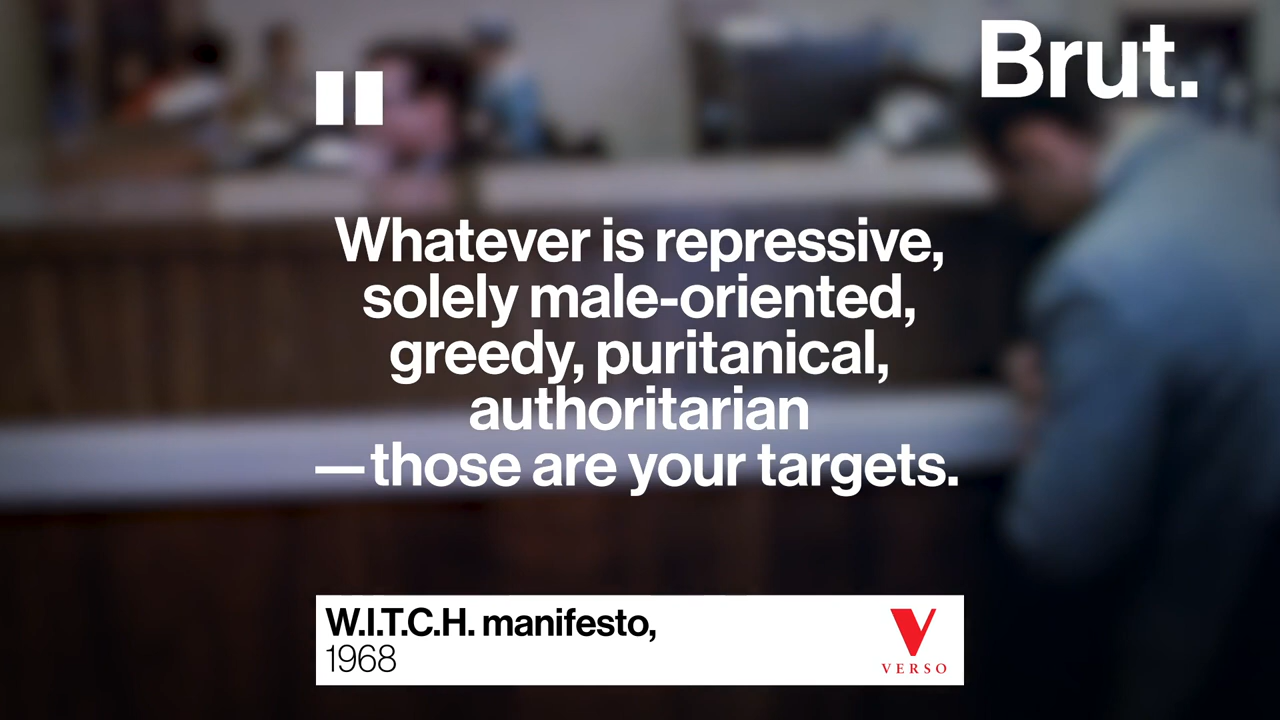 Brut.
"
Whatever is repressive,
solely male-oriented,
greedy, puritanical,
authoritarian
—those are your targets.
W.I.T.C.H. manifesto,
1968
V
VERSO